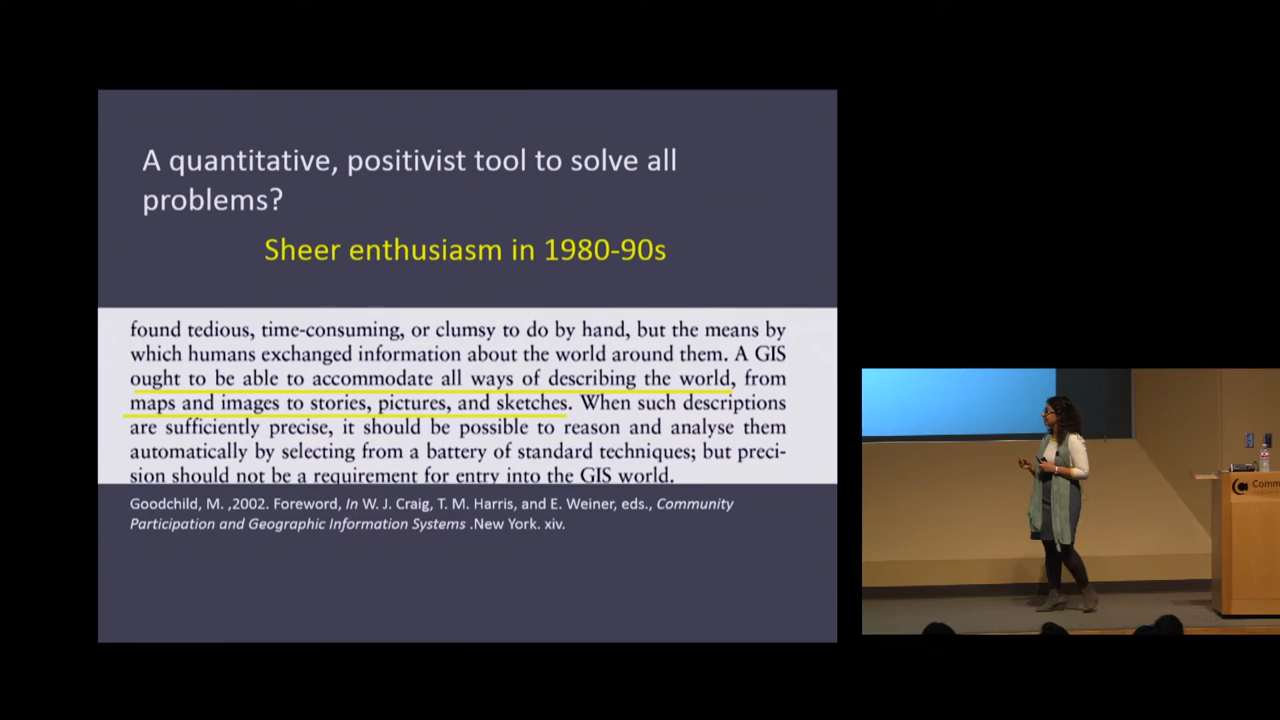 A quantitative, positivist tool to solve all
problems?
Sheer enthusiasm in 1980-90s
found tedious, time-consuming, or clumsy to do by hand, but the means by
which humans exchanged information about the world around them. A GIS
ought to be able to accommodate all ways of describing the world, from
maps and images to stories, pictures, and sketches. When such descriptions
are sufficiently precise, it should be possible to reason and analyse them
automatically by selecting from a battery of standard techniques; but preci-
sion should not be a requirement for entry into the GIS world.
Goodchild, M. ,2002. Foreword, In W. J. Craig, T. M. Harris, and E. Weiner, eds., Community
Participation and Geographic Information Systems .New York. xiv.